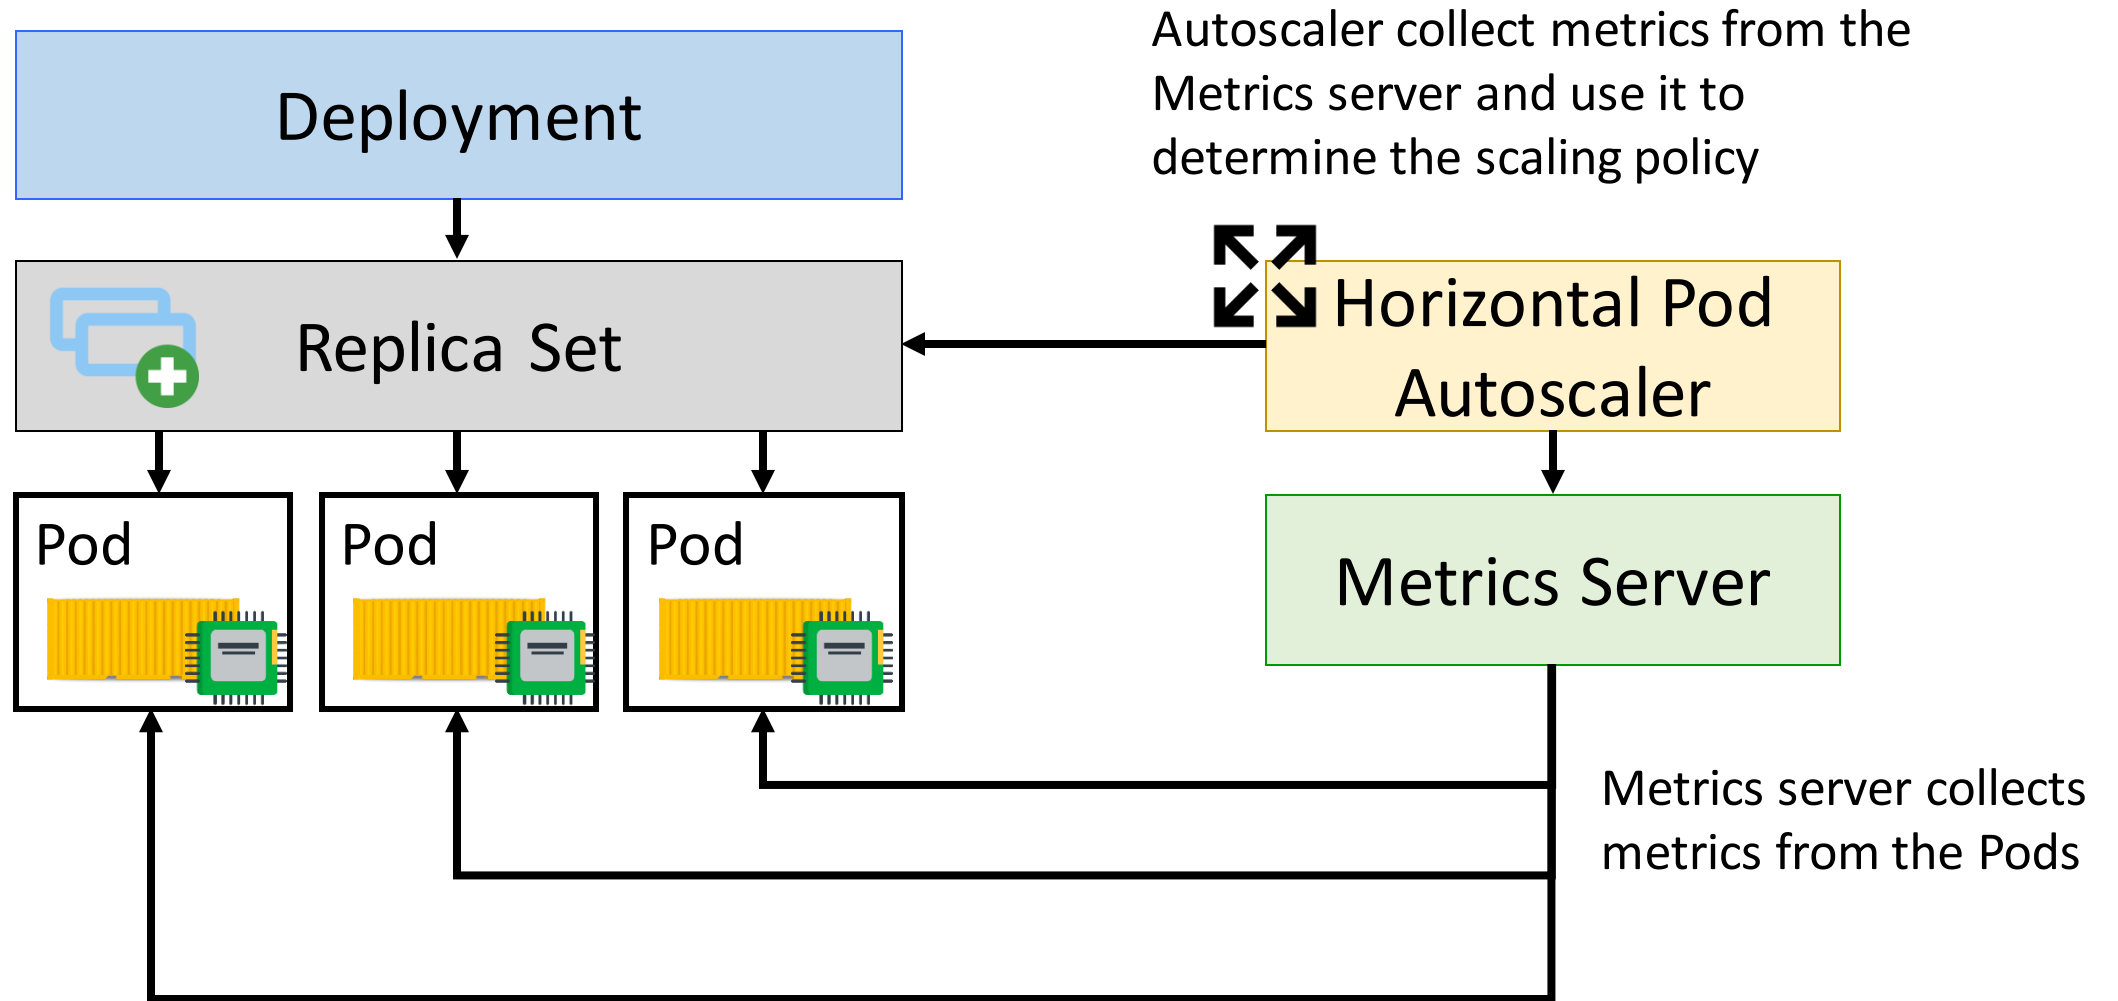 Deployment
Autoscaler collect metrics from the
Metrics server and use it to
determine the scaling policy
Replica Set
Horizontal Pod
Autoscaler
Pod
Pod
Pod
Metrics Server
Metrics server collects
metrics from the Pods